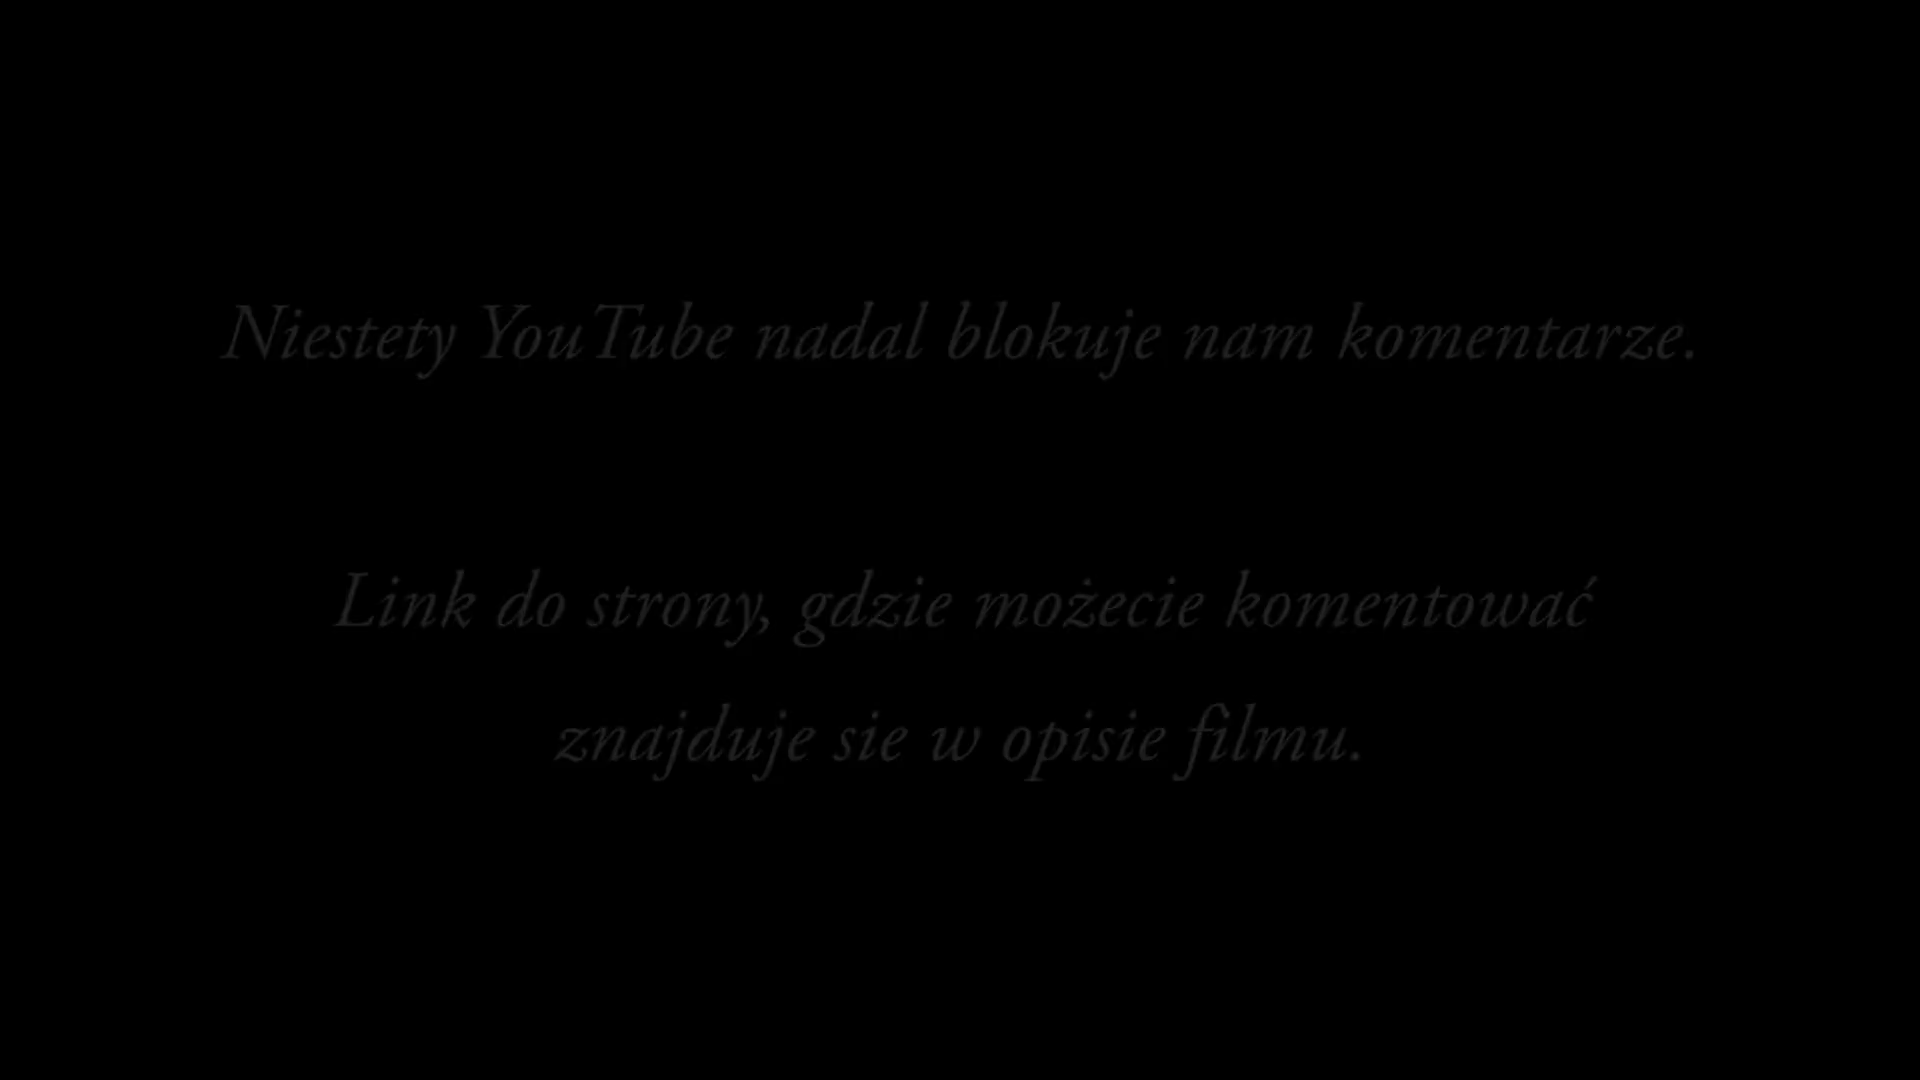 Niestety YouTube nadal blokuje nam komentarze.
Link do strony, gdzie możecie komentować
znajduje sie w opisie filmu.